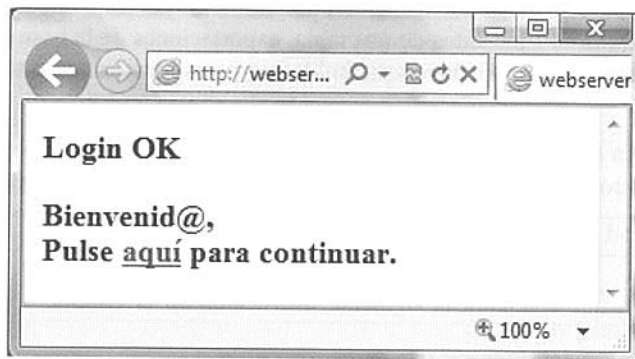 http://webser...
webserver
Login OK
Bienvenid@,
Pulse aquí para continuar.
100%